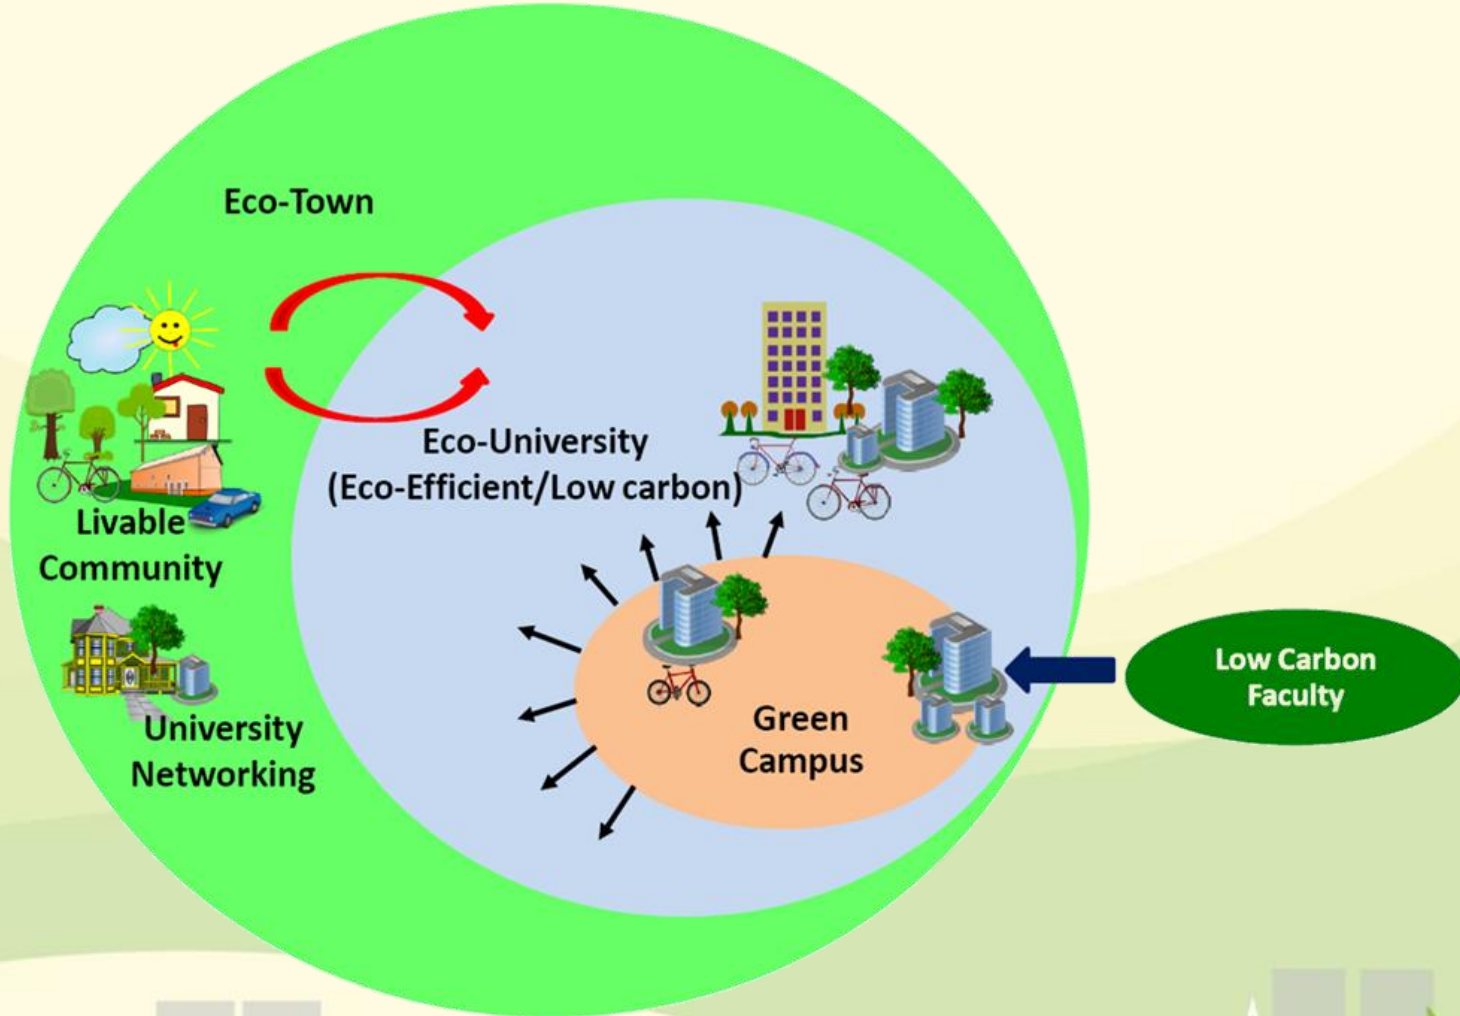 Eco-Town
Eco-University
(Eco-Efficient/Low carbon)
Livable
Community
University
Networking
Green
Campus
Low Carbon
Faculty